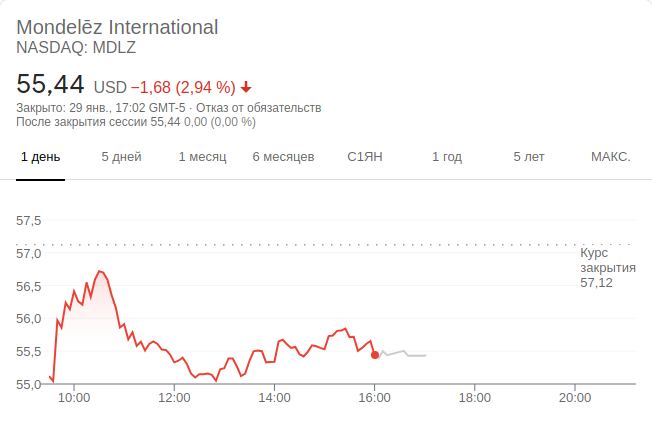 Mondelēz International
NASDAQ: MDLZ
55,44 USD −1,68 (2,94 %)
Закрыто: 29 янв., 17:02 GMT-5 · Отказ от обязательств
После закрытия сессии 55,44 0,00 (0,00 %)
1 день 5 дней 1 месяц 6 месяцев С1ЯН 1 год 5 лет МАКС.
57,5
57,0
56,5
56,0
55,5
55,0
Курс
закрытия
57,12
10:00 12:00 14:00 16:00 18:00 20:00